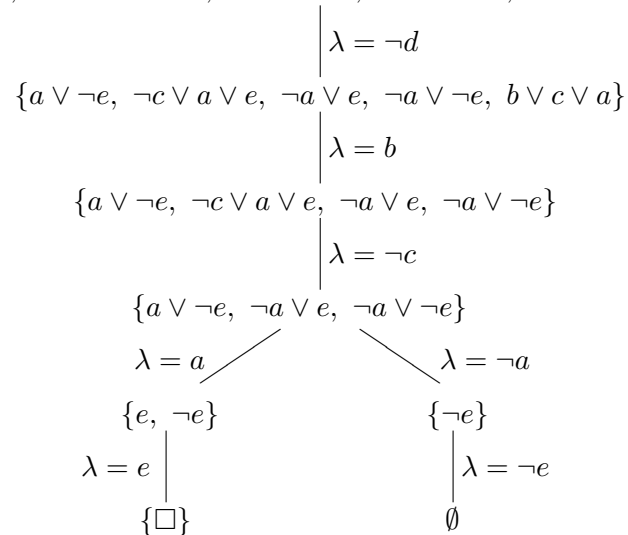 λ = ¬d
{a ∨ ¬e, ¬c ∨ a ∨ e, ¬a ∨ e, ¬a ∨ ¬e, b ∨ c ∨ a}
λ = b
{a ∨ ¬e, ¬c ∨ a ∨ e, ¬a ∨ e, ¬a ∨ ¬e}
λ = ¬c
{a ∨ ¬e, ¬a ∨ e, ¬a ∨ ¬e}
λ = a λ = ¬a
{e, ¬e} {¬e}
λ = e λ = ¬e
{□} ∅